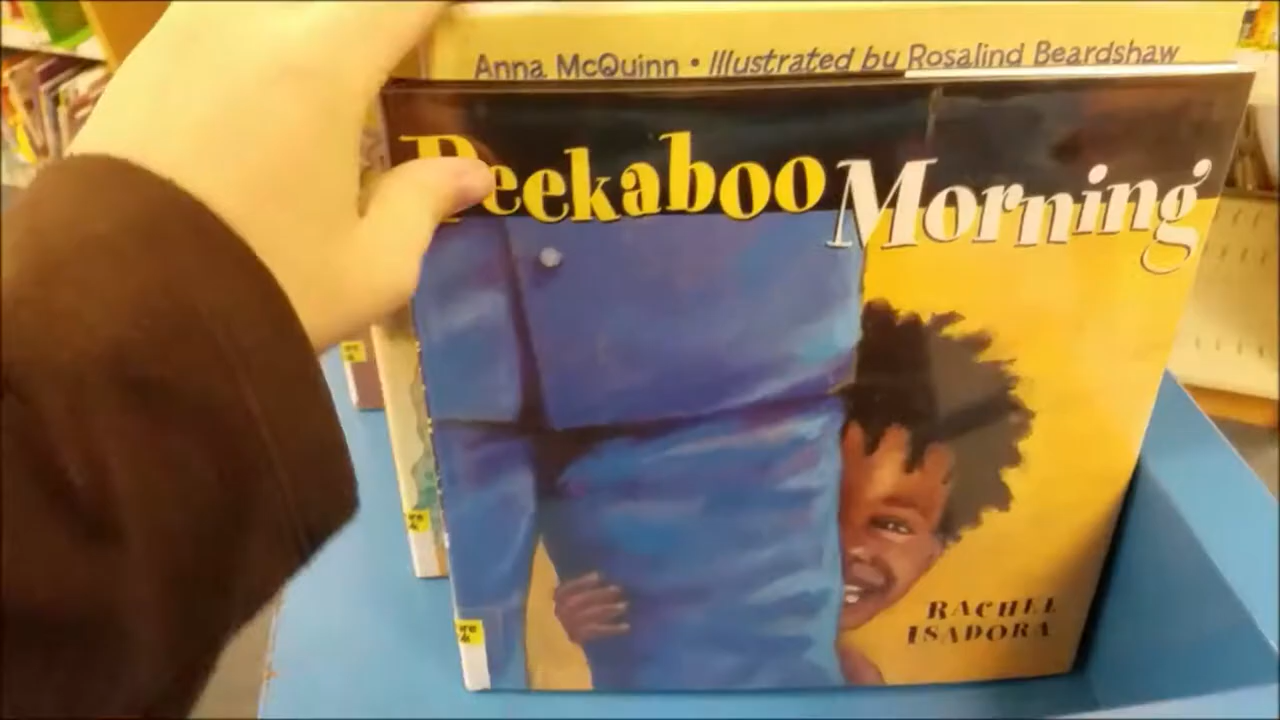 Anna McQuinn • Illustrated by Rosalind Beardshaw
Peekaboo Morning
RACHEL
ISADORA